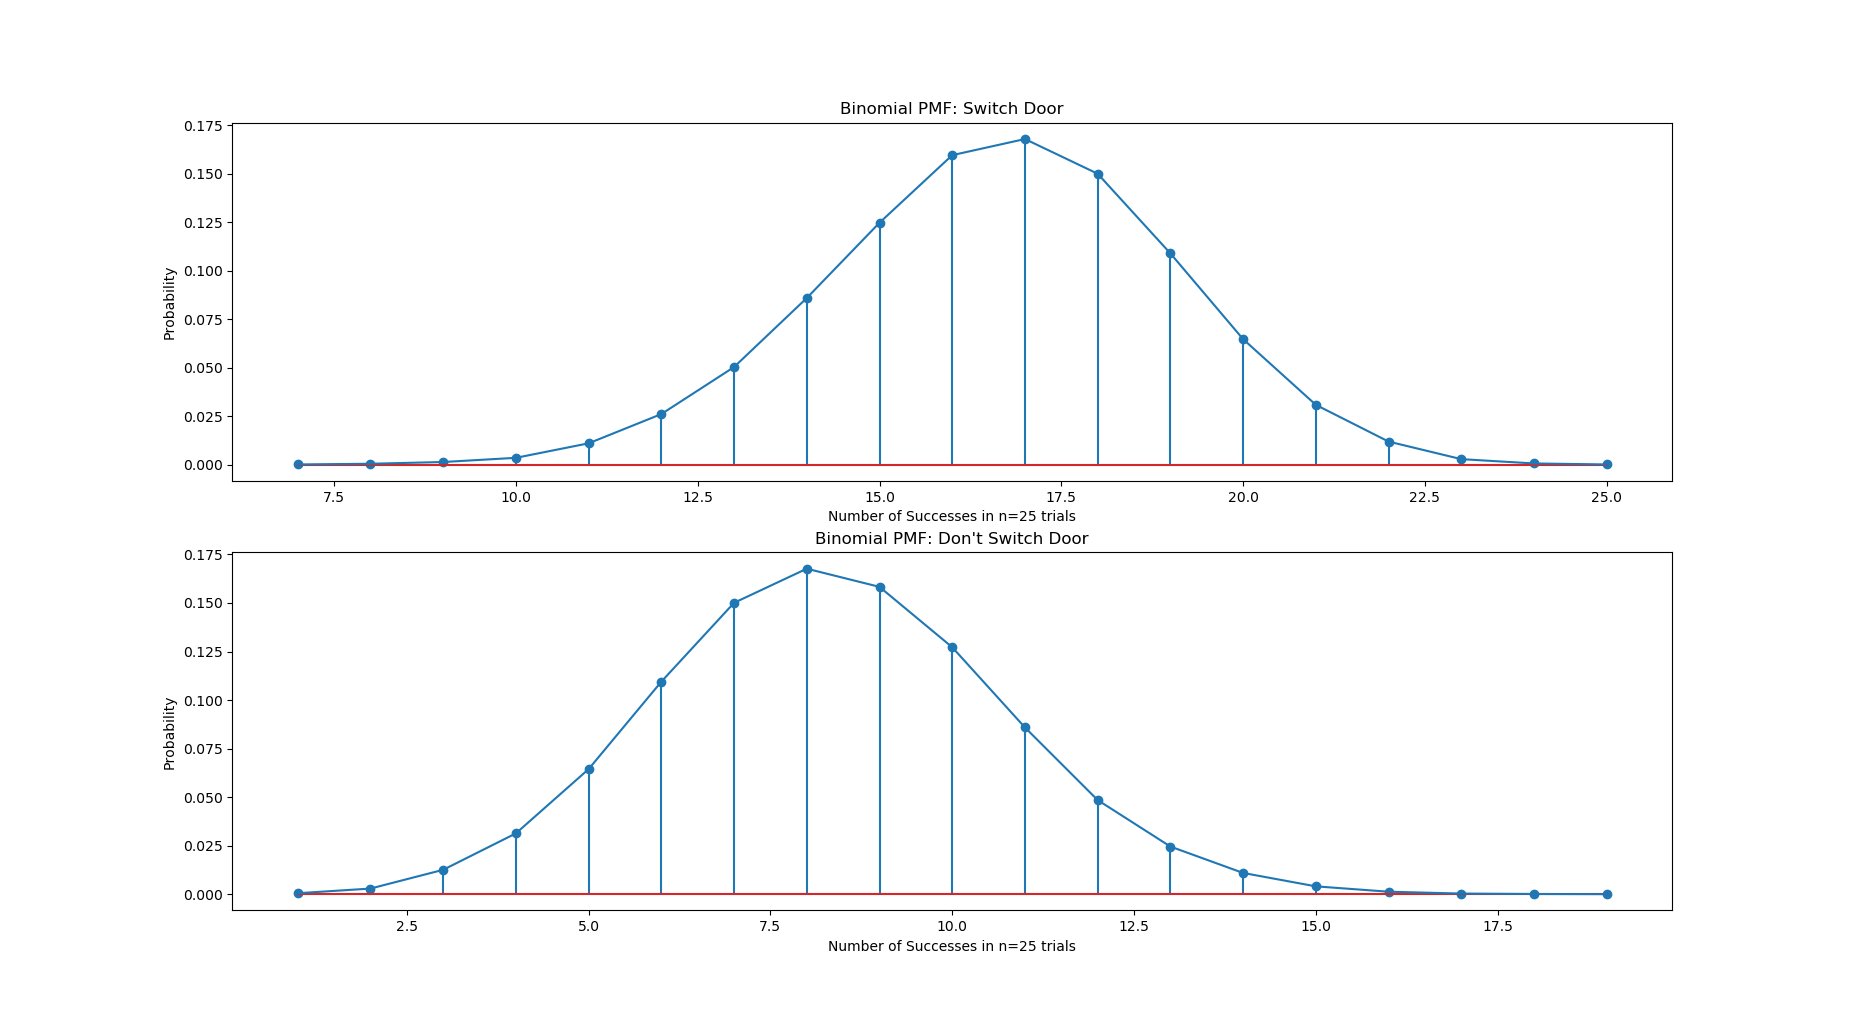 Binomial PMF: Switch Door
0.175
0.150
0.125
0.100
0.075
0.050
0.025
0.000
Probability
7.5 10.0 12.5 15.0 17.5 20.0 22.5 25.0
Number of Successes in n=25 trials
Binomial PMF: Don't Switch Door
0.175
0.150
0.125
0.100
0.075
0.050
0.025
0.000
Probability
2.5 5.0 7.5 10.0 12.5 15.0 17.5
Number of Successes in n=25 trials